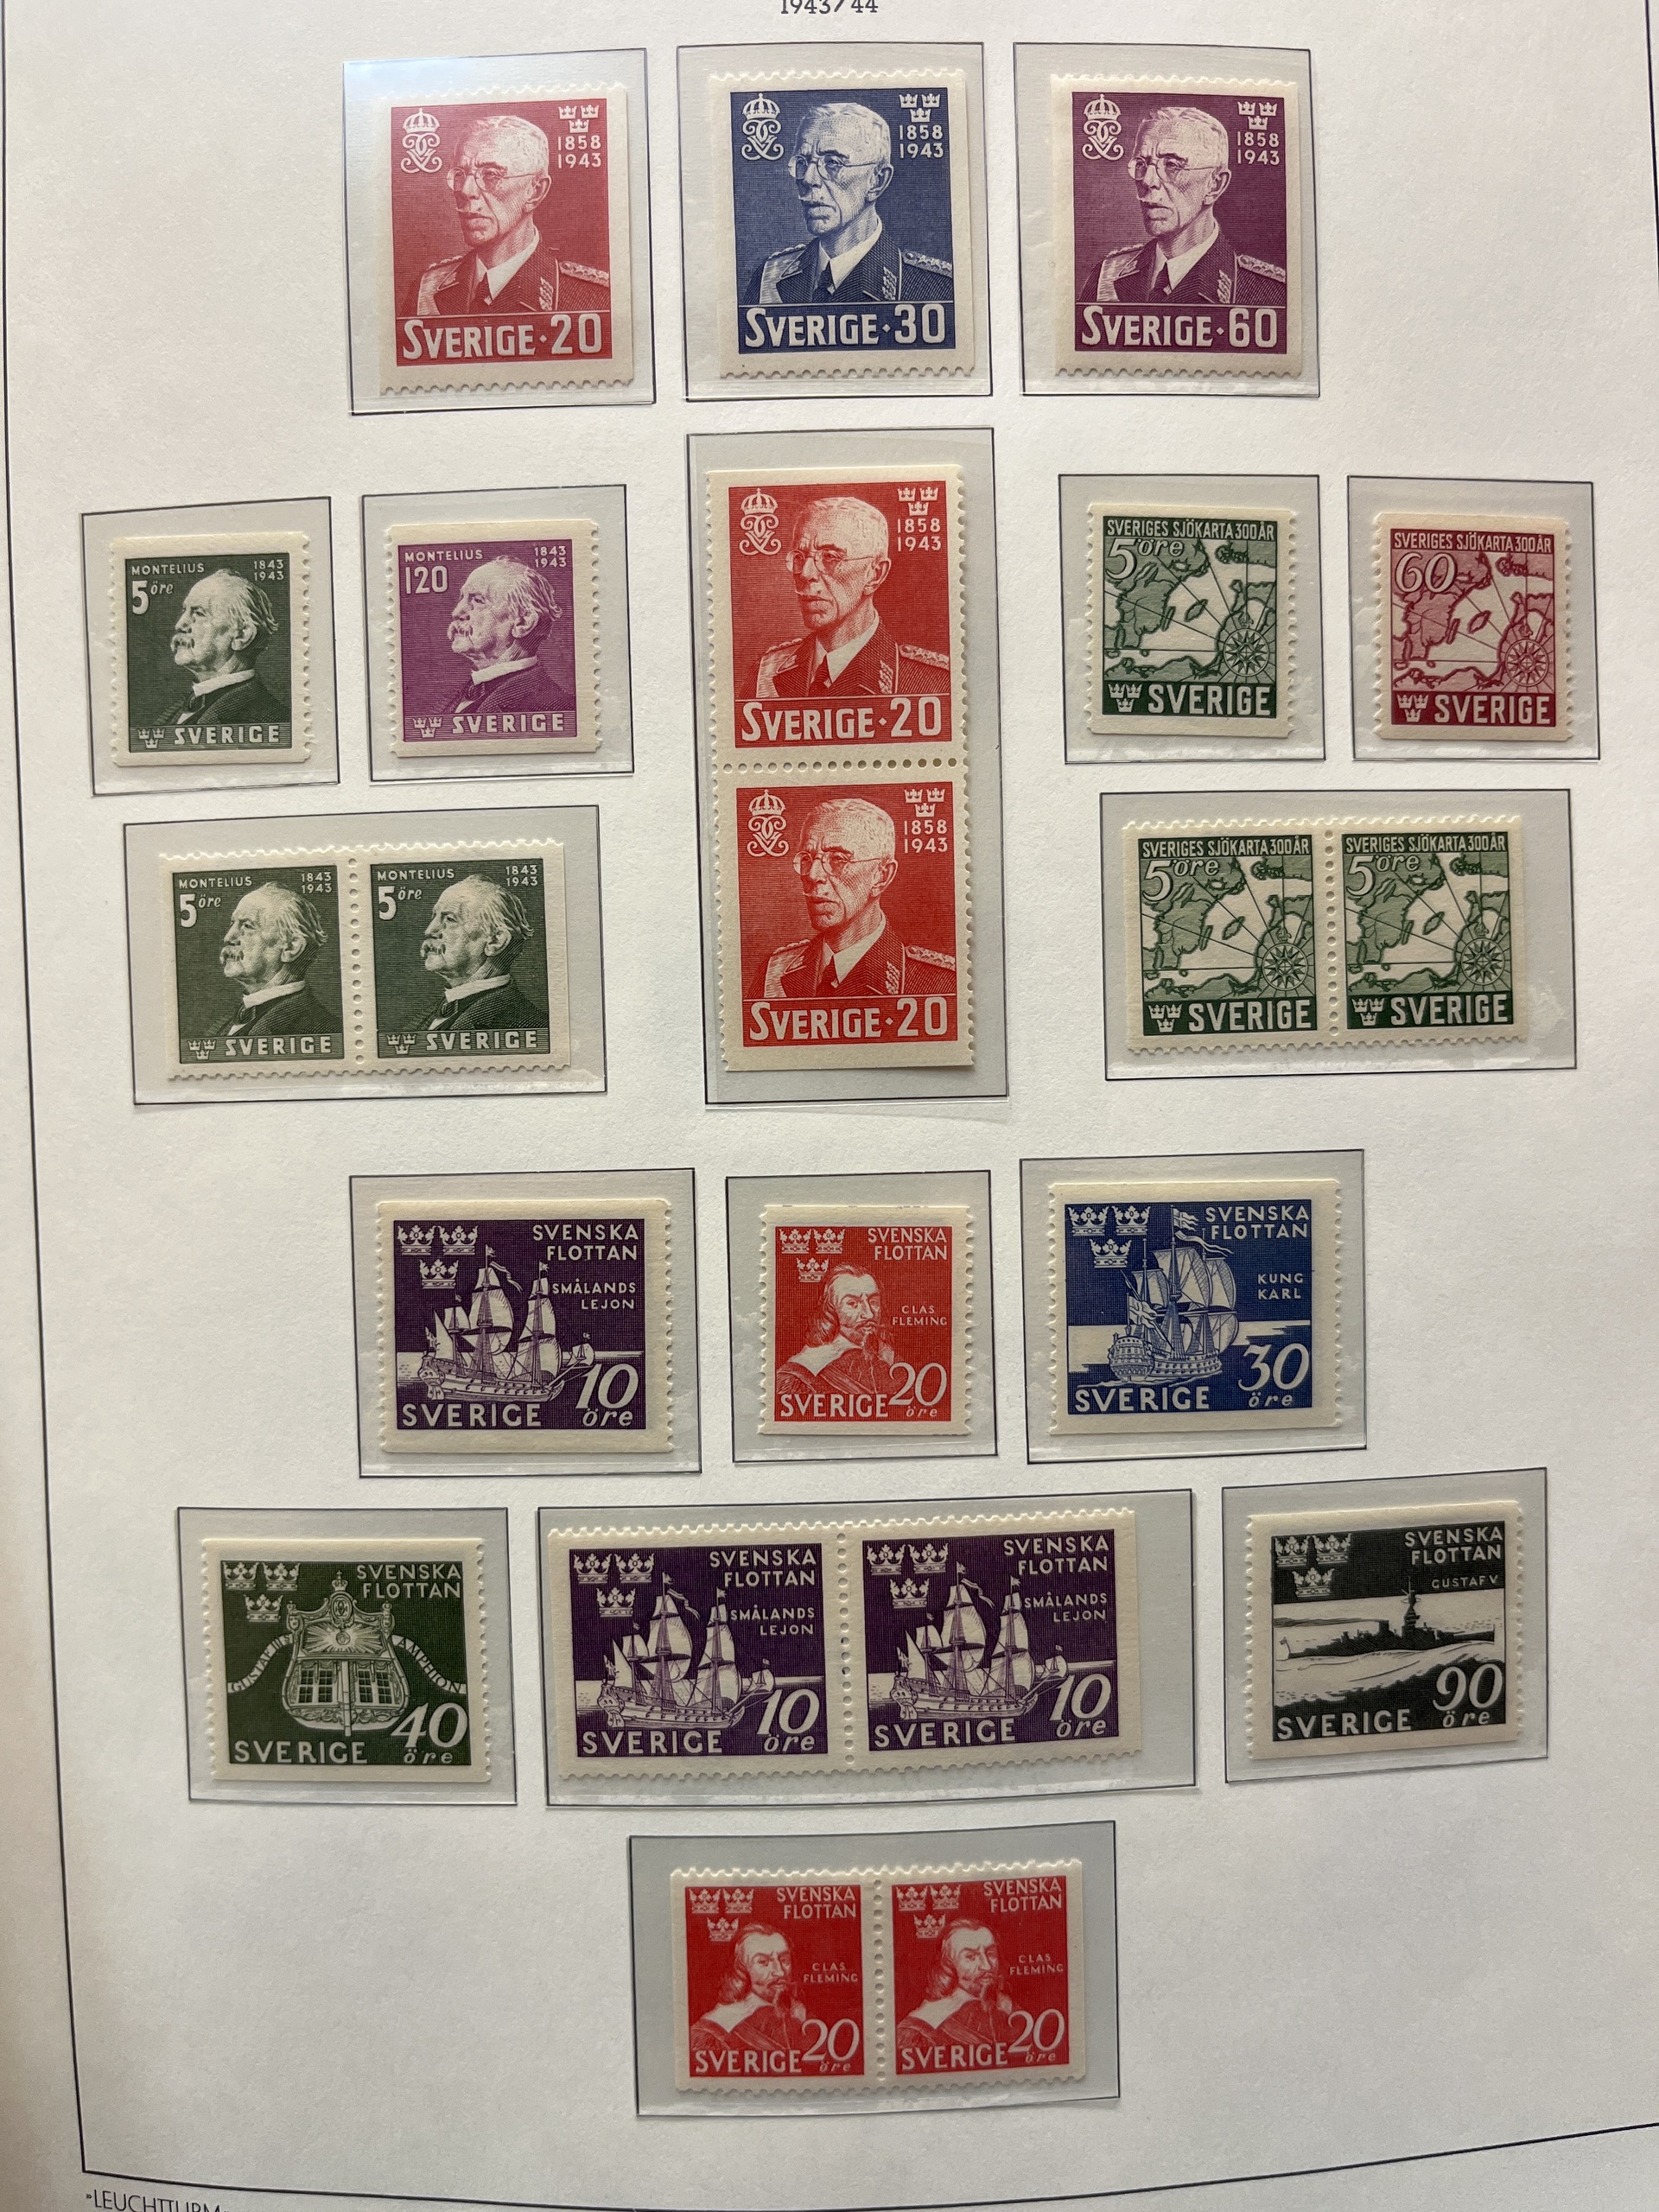 1943/44
1858
1943
SVERIGE·20
1858
1943
SVERIGE·30
1858
1943
SVERIGE·60
MONTELIUS 1843
1943
5 öre
SVERIGE
MONTELIUS 1843
1943
120
SVERIGE
1858
1943
SVERIGE·20
1858
1943
SVERIGE·20
SVERIGES SJÖKARTA 300 ÅR
5 öre
SVERIGE
SVERIGES SJÖKARTA 300 ÅR
60
SVERIGE
MONTELIUS 1843
1943
5 öre
SVERIGE
MONTELIUS 1843
1943
5 öre
SVERIGE
SVERIGES SJÖKARTA 300 ÅR
5 öre
SVERIGE
SVERIGES SJÖKARTA 300 ÅR
5 öre
SVERIGE
SVENSKA
FLOTTAN
SMÅLANDS
LEJON
10
SVERIGE öre
SVENSKA
FLOTTAN
CLAS
FLEMING
SVERIGE 20
öre
SVENSKA
FLOTTAN
KUNG
KARL
30
SVERIGE öre
SVENSKA
FLOTTAN
GUSTAF III:S AMPHION
40
SVERIGE öre
SVENSKA
FLOTTAN
SMÅLANDS
LEJON
10
SVERIGE öre
SVENSKA
FLOTTAN
SMÅLANDS
LEJON
10
SVERIGE öre
SVENSKA
FLOTTAN
GUSTAF V
90
SVERIGE öre
SVENSKA
FLOTTAN
CLAS
FLEMING
SVERIGE 20
öre
SVENSKA
FLOTTAN
CLAS
FLEMING
SVERIGE 20
öre
»LEUCHTTURM«